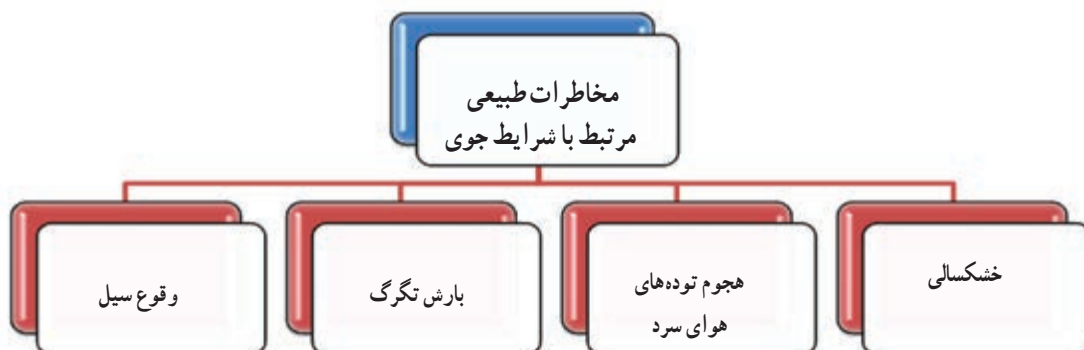 مخاطرات طبیعی
مرتبط با شرایط جوی
خشکسالی
هجوم توده‌های
هوای سرد
بارش تگرگ
وقوع سیل